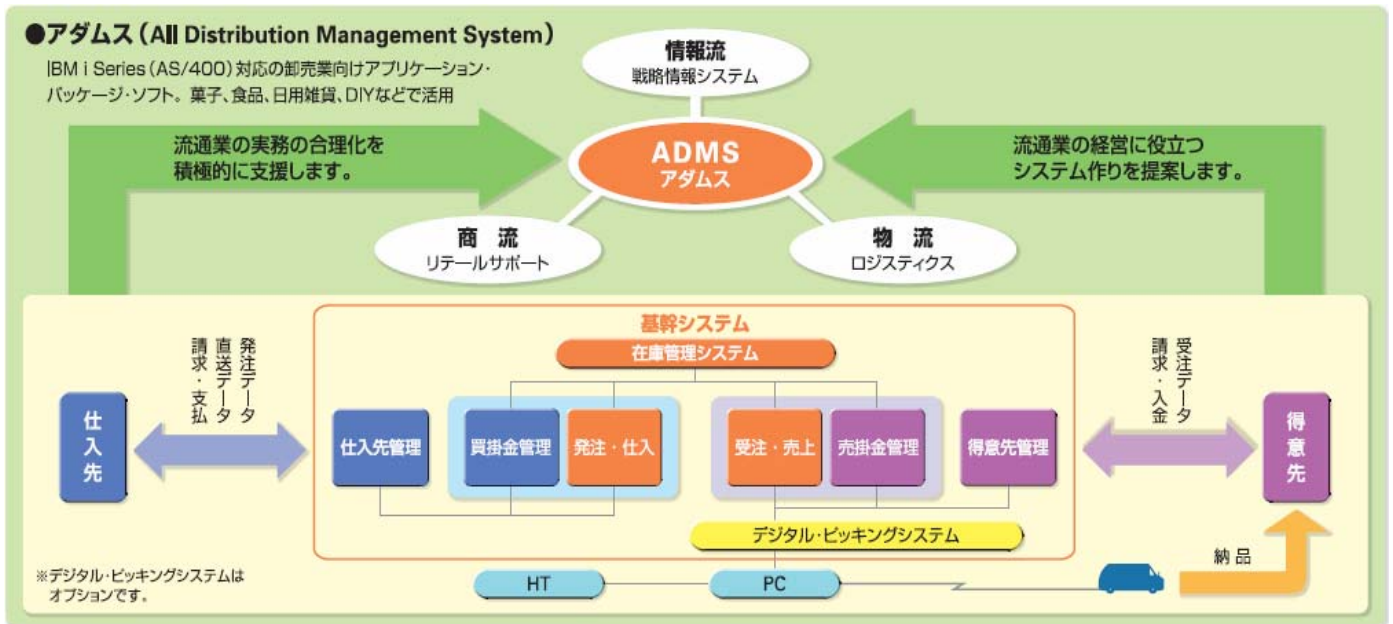 ●アダムス(All Distribution Management System)
IBM i Series(AS/400)対応の卸売業向けアプリケーション・
パッケージ・ソフト。菓子、食品、日用雑貨、DIYなどで活用
情報流
戦略情報システム
流通業の実務の合理化を
積極的に支援します。
ADMS
アダムス
流通業の経営に役立つ
システム作りを提案します。
商 流
リテールサポート
物 流
ロジスティクス
基幹システム
在庫管理システム
発注データ
直送データ
請求・支払
受注データ
請求・入金
仕入先
仕入先管理
買掛金管理
発注・仕入
受注・売上
売掛金管理
得意先管理
得意先
デジタル・ピッキングシステム
納品
※デジタル・ピッキングシステムは
オプションです。
HT
PC